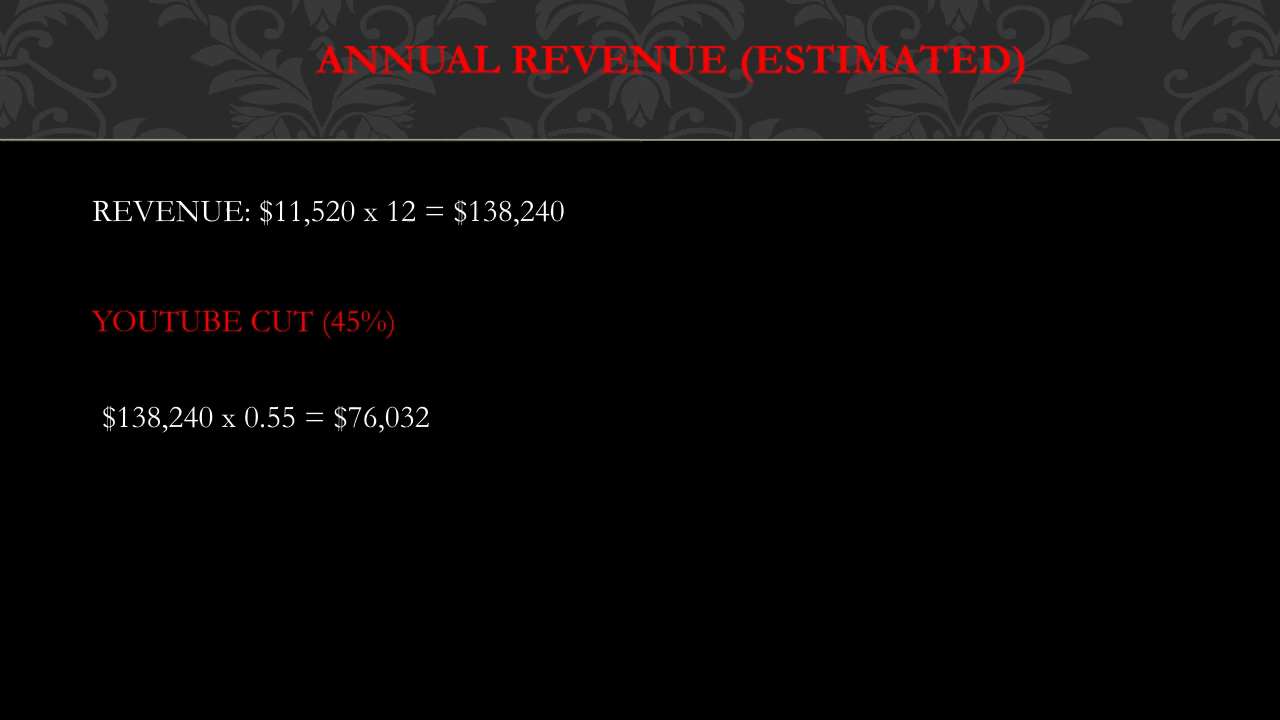 ANNUAL REVENUE (ESTIMATED)
REVENUE: $11,520 x 12 = $138,240
YOUTUBE CUT (45%)
$138,240 x 0.55 = $76,032